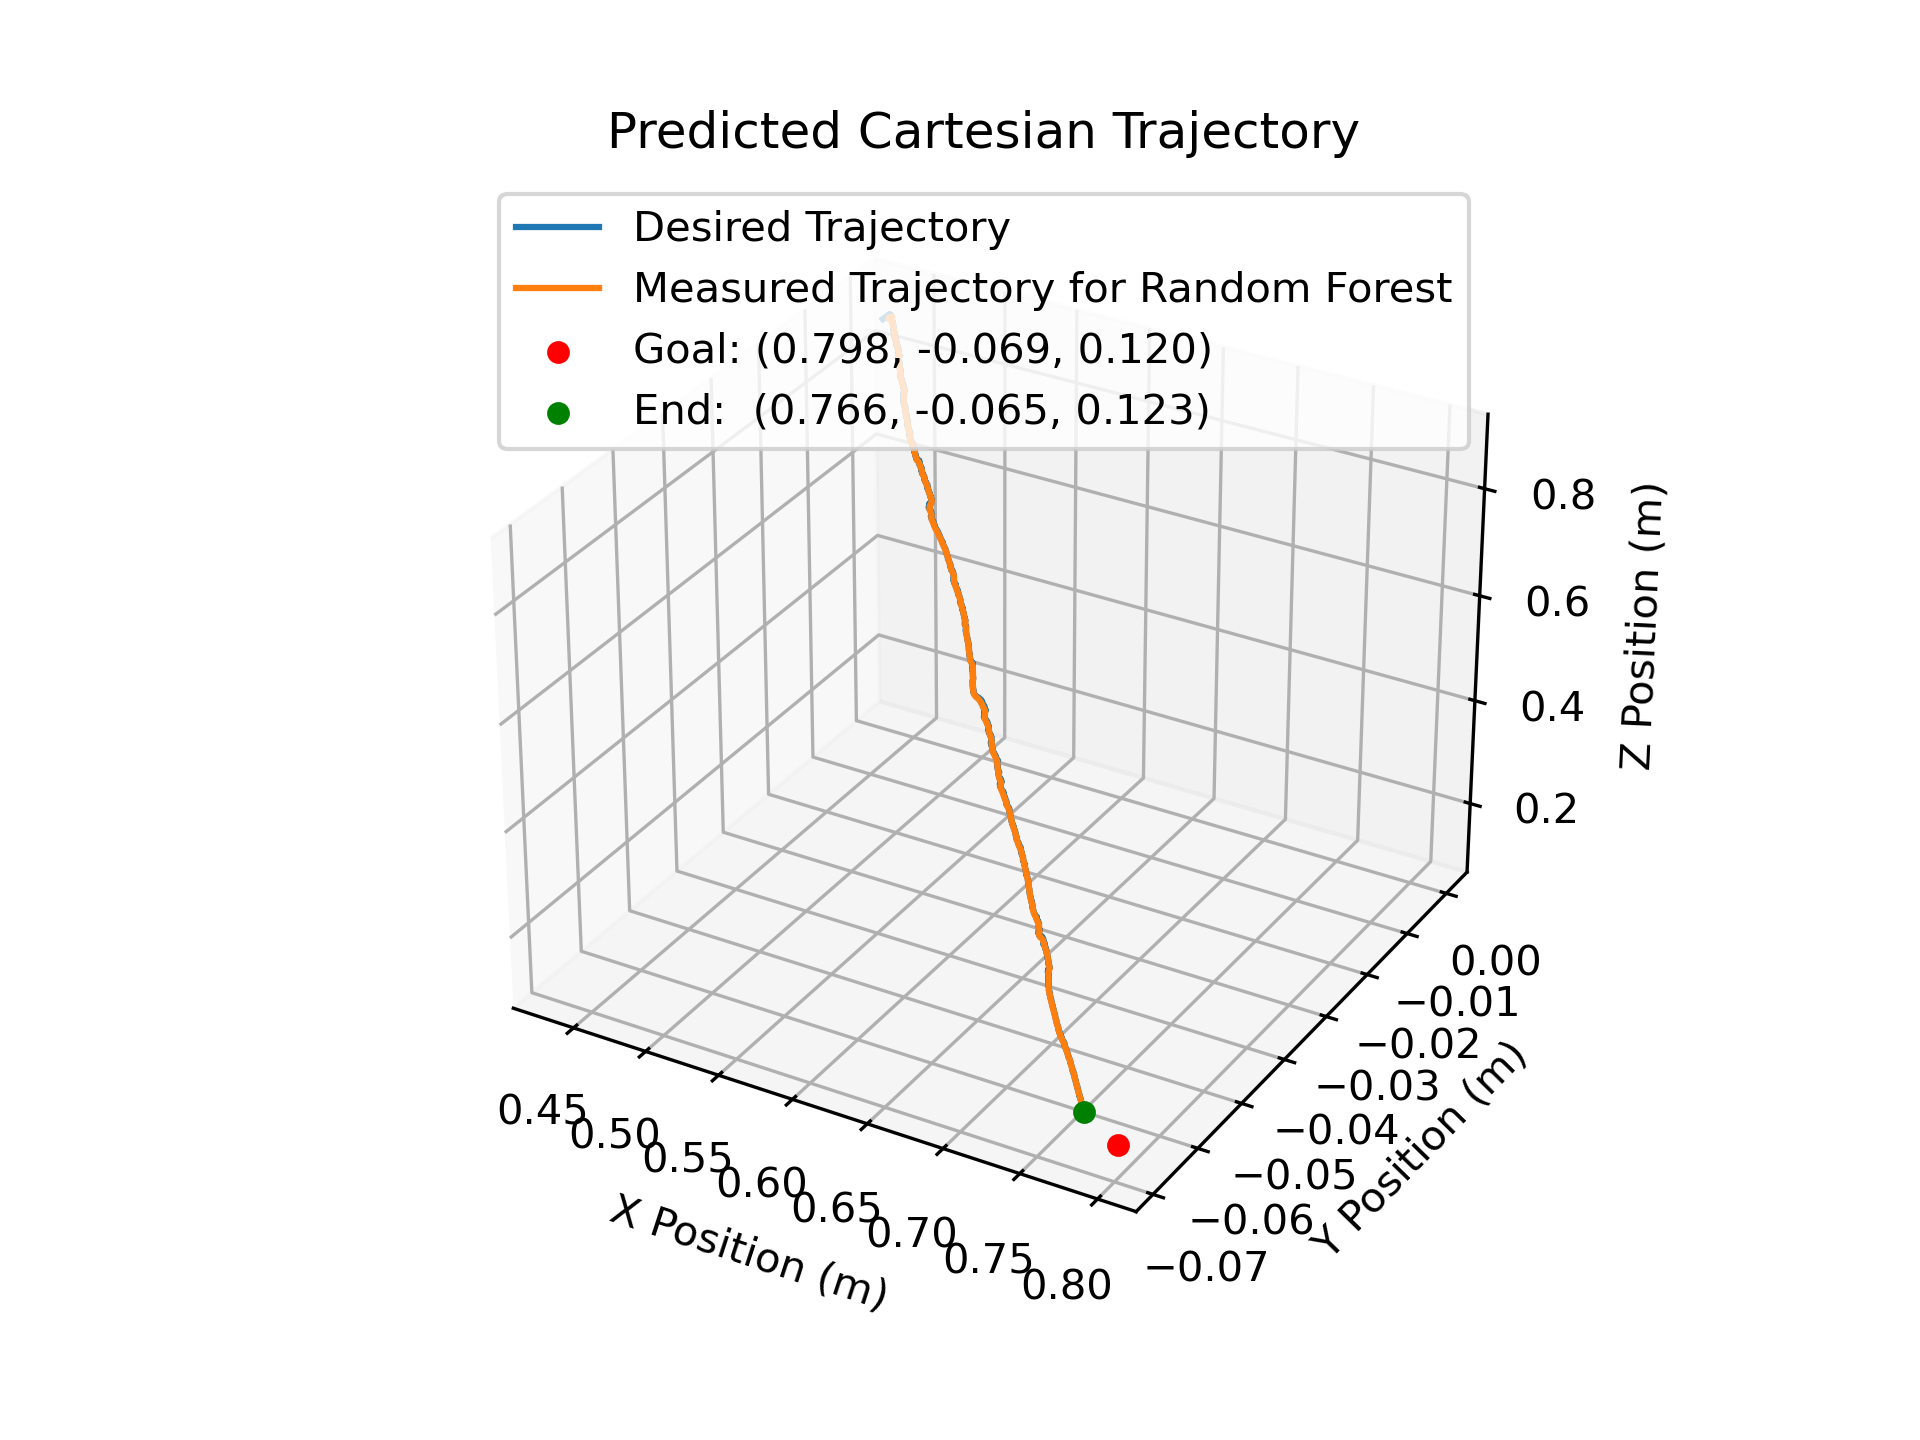 Predicted Cartesian Trajectory
Desired Trajectory
Measured Trajectory for Random Forest
Goal: (0.798, -0.069, 0.120)
End:  (0.766, -0.065, 0.123)
0.8
0.6
0.4
0.2
Z Position (m)
0.00
−0.01
−0.02
−0.03
−0.04
−0.05
−0.06
−0.07
Y Position (m)
0.45
0.50
0.55
0.60
0.65
0.70
0.75
0.80
X Position (m)